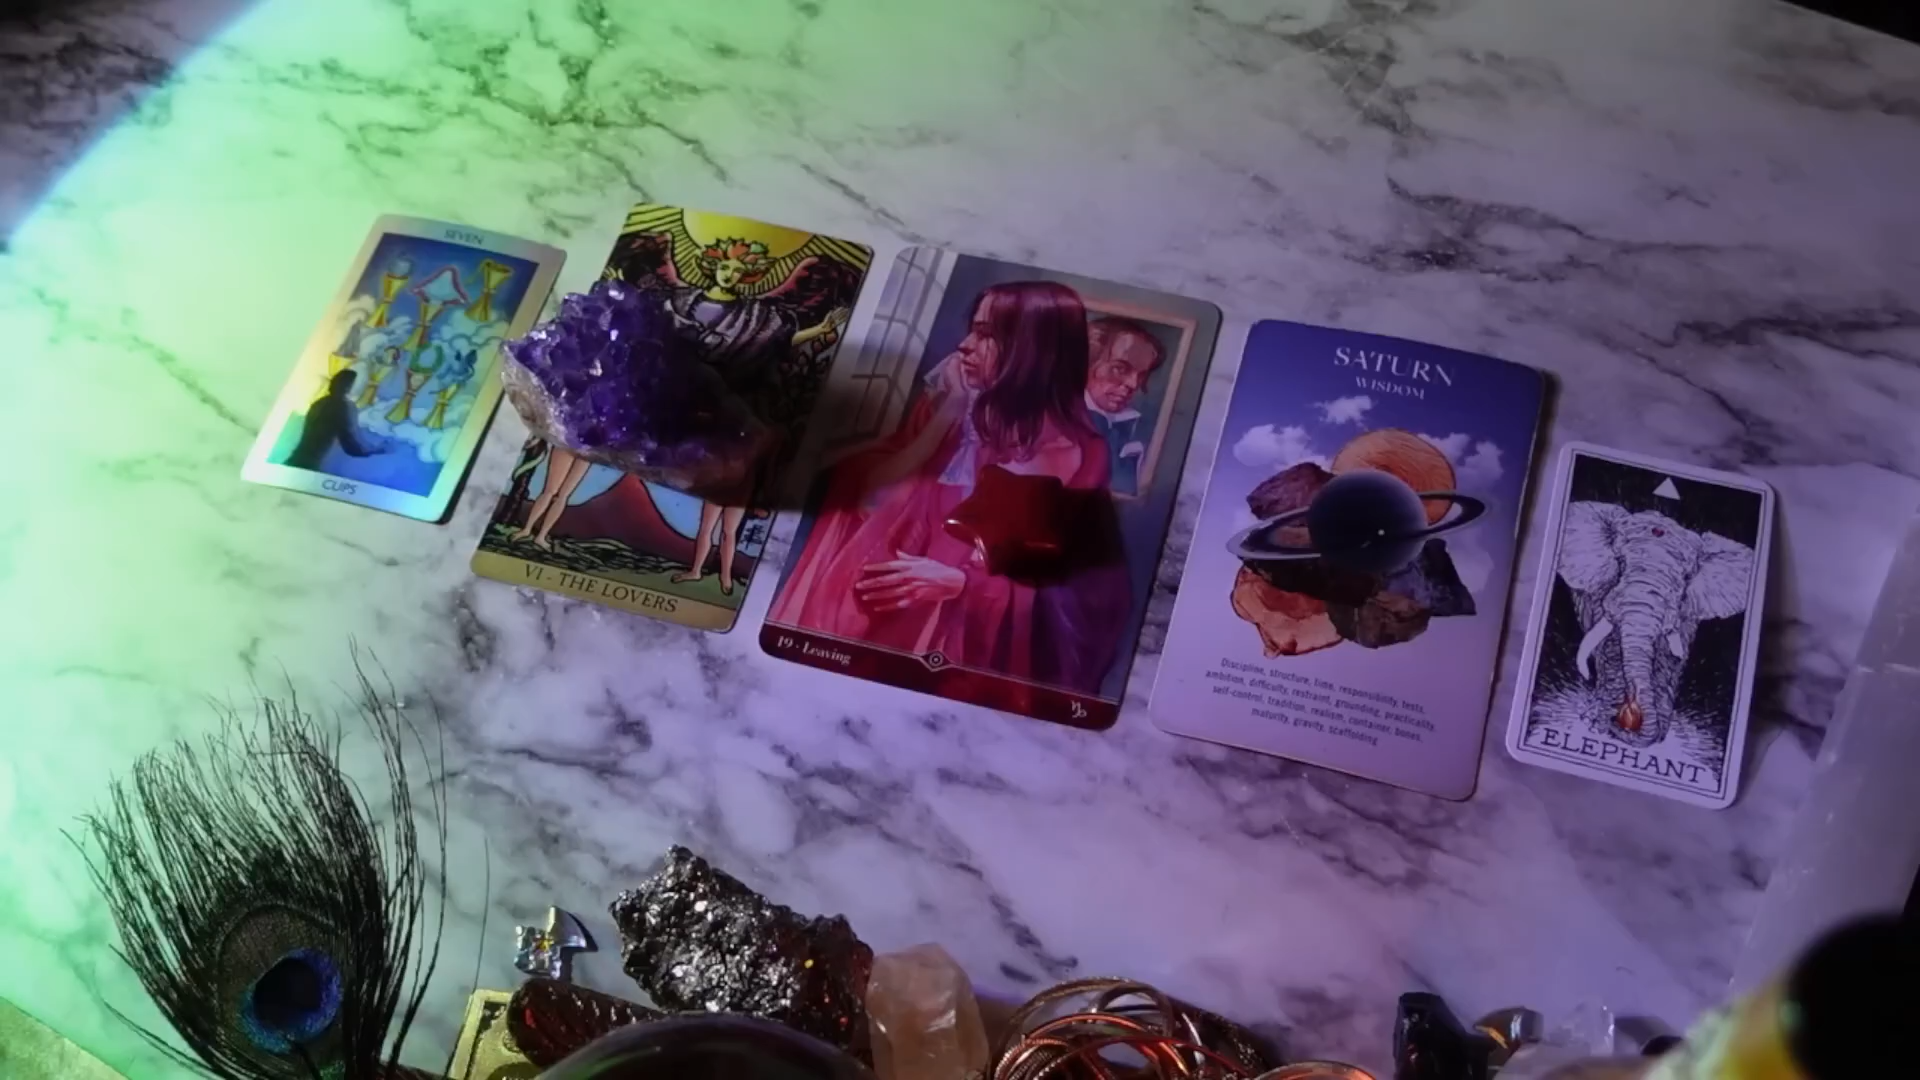 SEVEN
CUPS
VI - THE LOVERS
19 - Leaving
SATURN
WISDOM
Discipline, structure, time, responsibility, tests,
ambition, difficulty, restraint, grounding, practicality,
self-control, tradition, realism, container, bones,
maturity, gravity, scaffolding
ELEPHANT